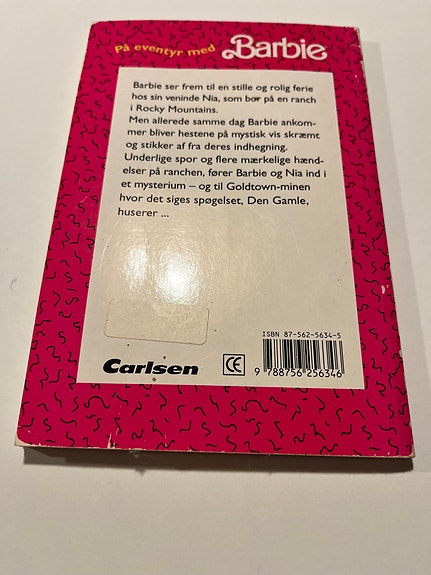 På eventyr med Barbie
Barbie ser frem til en stille og rolig ferie
hos sin veninde Nia, som bor på en ranch
i Rocky Mountains.
Men allerede samme dag Barbie ankom-
mer bliver hestene på mystisk vis skræmt
og stikker af fra deres indhegning.
Underlige spor og flere mærkelige hænd-
elser på ranchen, fører Barbie og Nia ind i
et mysterium – og til Goldtown-minen
hvor det siges spøgelset, Den Gamle,
huserer ...
ISBN 87-562-5634-5
Carlsen
CE
9 788756 256346